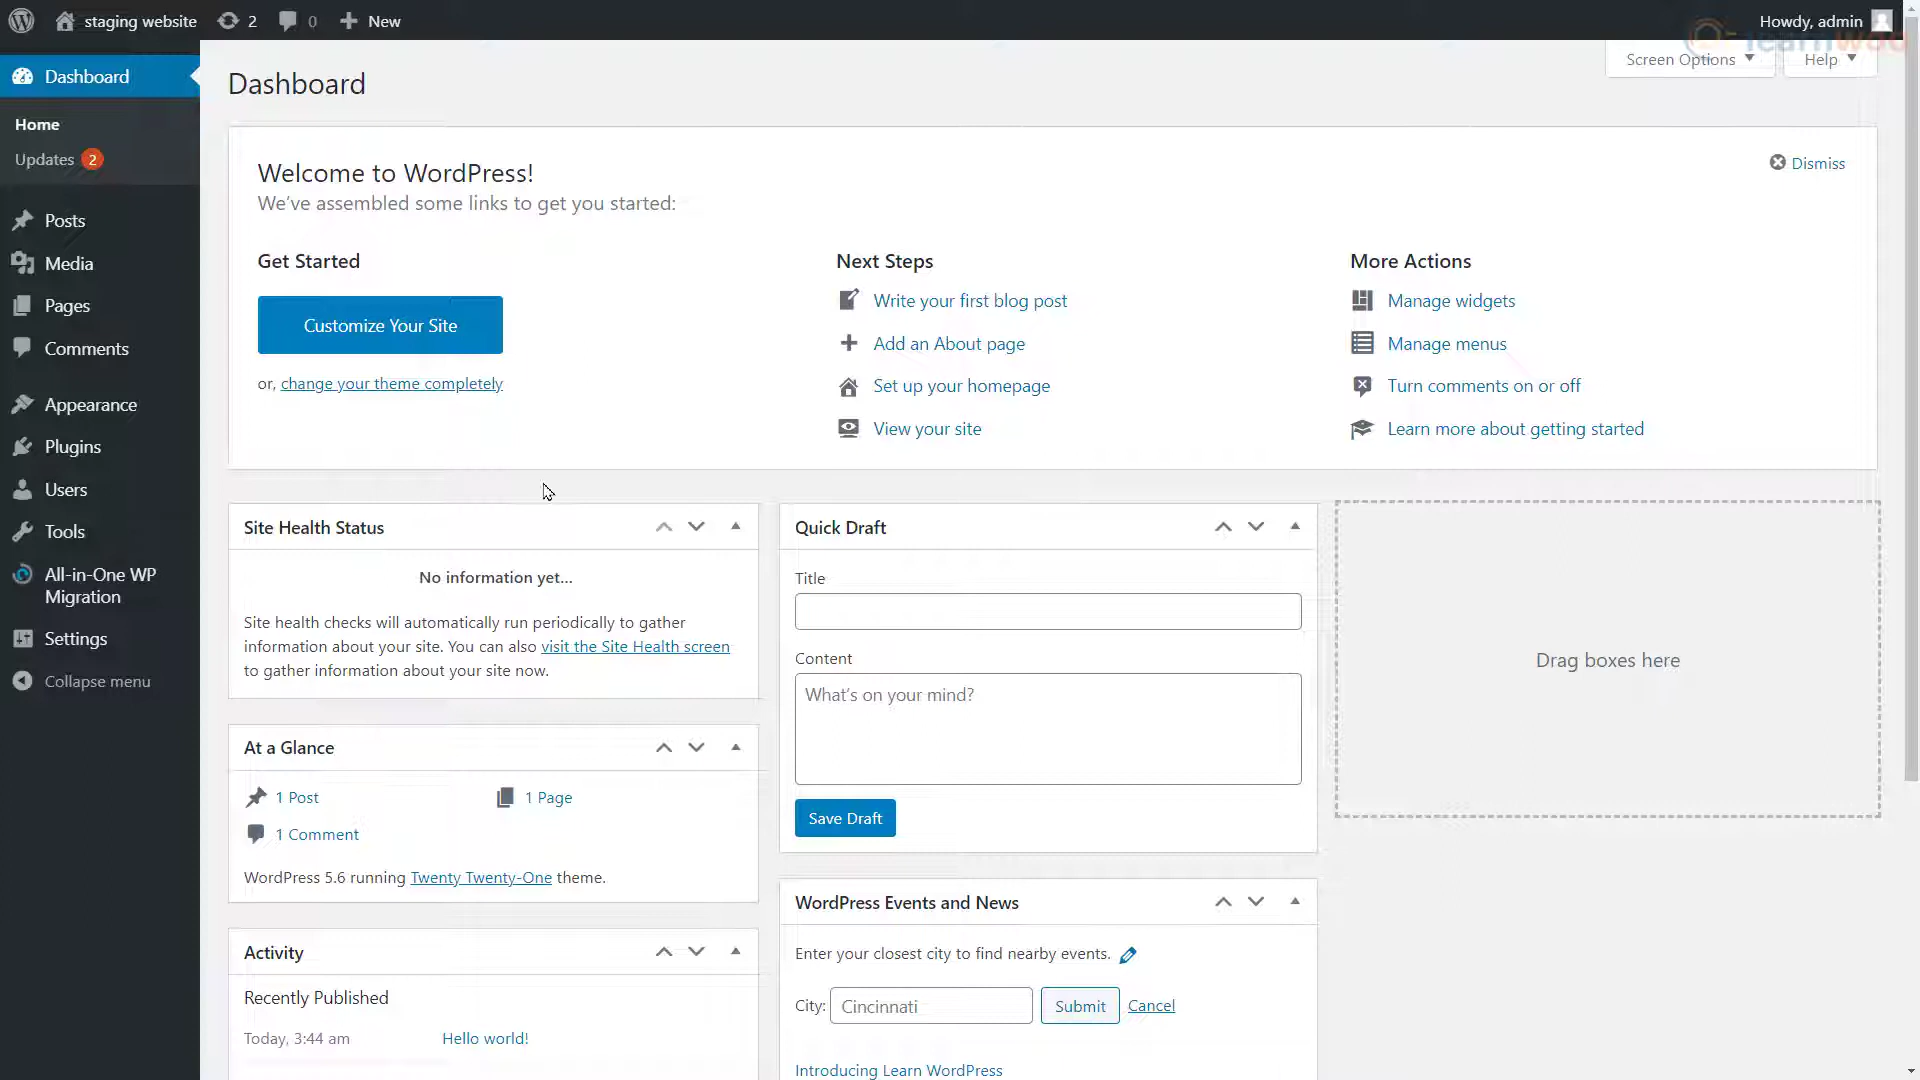 staging website
2
0
New
Howdy, admin
learnwoo
Screen Options
Help
Dashboard
Home
Updates 2
Posts
Media
Pages
Comments
Appearance
Plugins
Users
Tools
All-in-One WP
Migration
Settings
Collapse menu
Dashboard
Welcome to WordPress!
We've assembled some links to get you started:
Dismiss
Get Started
Customize Your Site
or, change your theme completely
Next Steps
Write your first blog post
Add an About page
Set up your homepage
View your site
More Actions
Manage widgets
Manage menus
Turn comments on or off
Learn more about getting started
Site Health Status
No information yet...
Site health checks will automatically run periodically to gather
information about your site. You can also visit the Site Health screen
to gather information about your site now.
At a Glance
1 Post
1 Page
1 Comment
WordPress 5.6 running Twenty Twenty-One theme.
Activity
Recently Published
Today, 3:44 am
Hello world!
Quick Draft
Title
Content
What's on your mind?
Save Draft
WordPress Events and News
Enter your closest city to find nearby events.
City: Cincinnati Submit Cancel
Introducing Learn WordPress
Drag boxes here